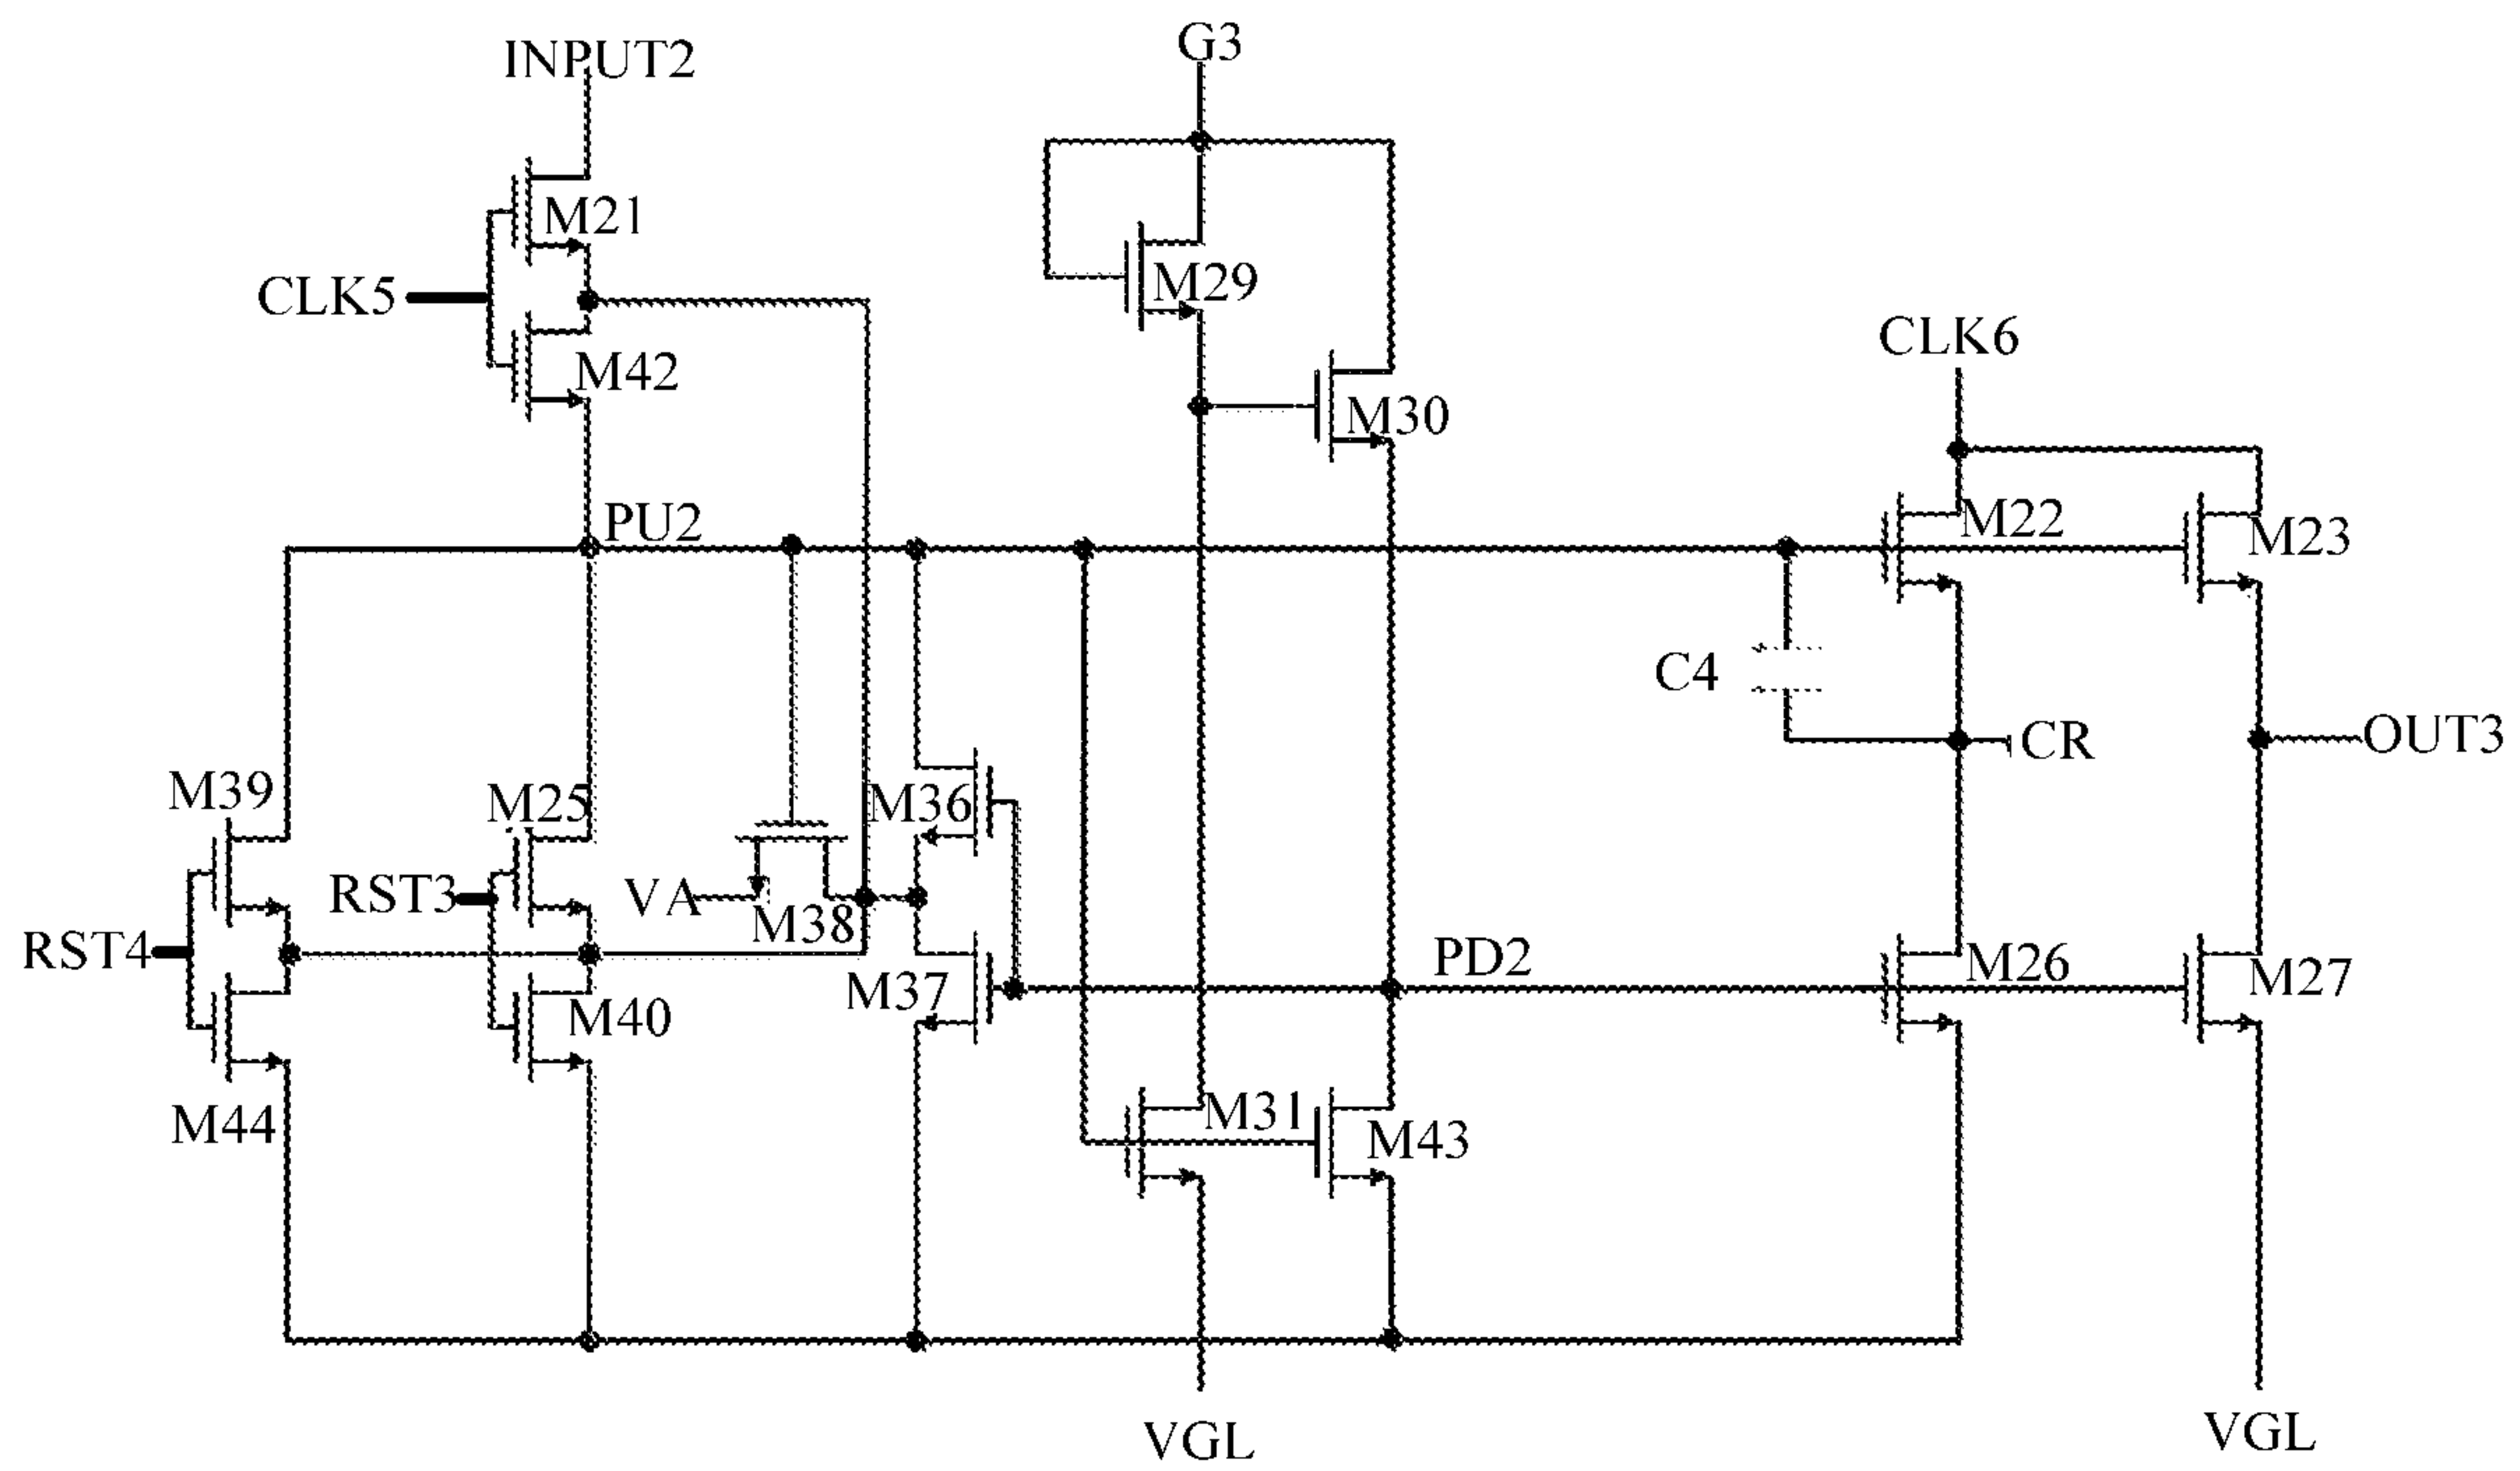 INPUT2
G3
M21
CLK5
M29
M42
CLK6
M30
PU2
M22
M23
C4
CR
OUT3
M39
M25
M36
RST3
VA
M38
RST4
PD2
M26
M27
M37
M40
M44
M31
M43
VGL
VGL